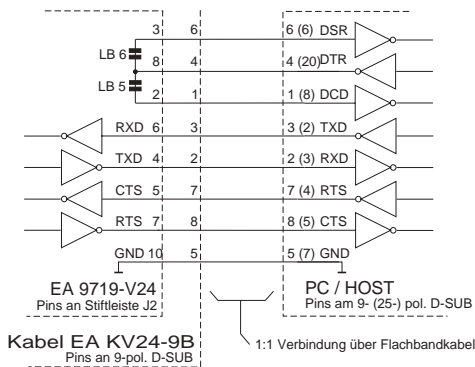 3 6 6 (6) DSR
LB 6
8 4 4 (20) DTR
LB 5
2 1 1 (8) DCD
RXD 6 3 3 (2) TXD
TXD 4 2 2 (3) RXD
CTS 5 7 7 (4) RTS
RTS 7 8 8 (5) CTS
GND 10 5 5 (7) GND
EA 9719-V24
Pins an Stiftleiste J2
PC / HOST
Pins am 9- (25-) pol. D-SUB
Kabel EA KV24-9B
Pins an 9-pol. D-SUB
1:1 Verbindung über Flachbandkabel